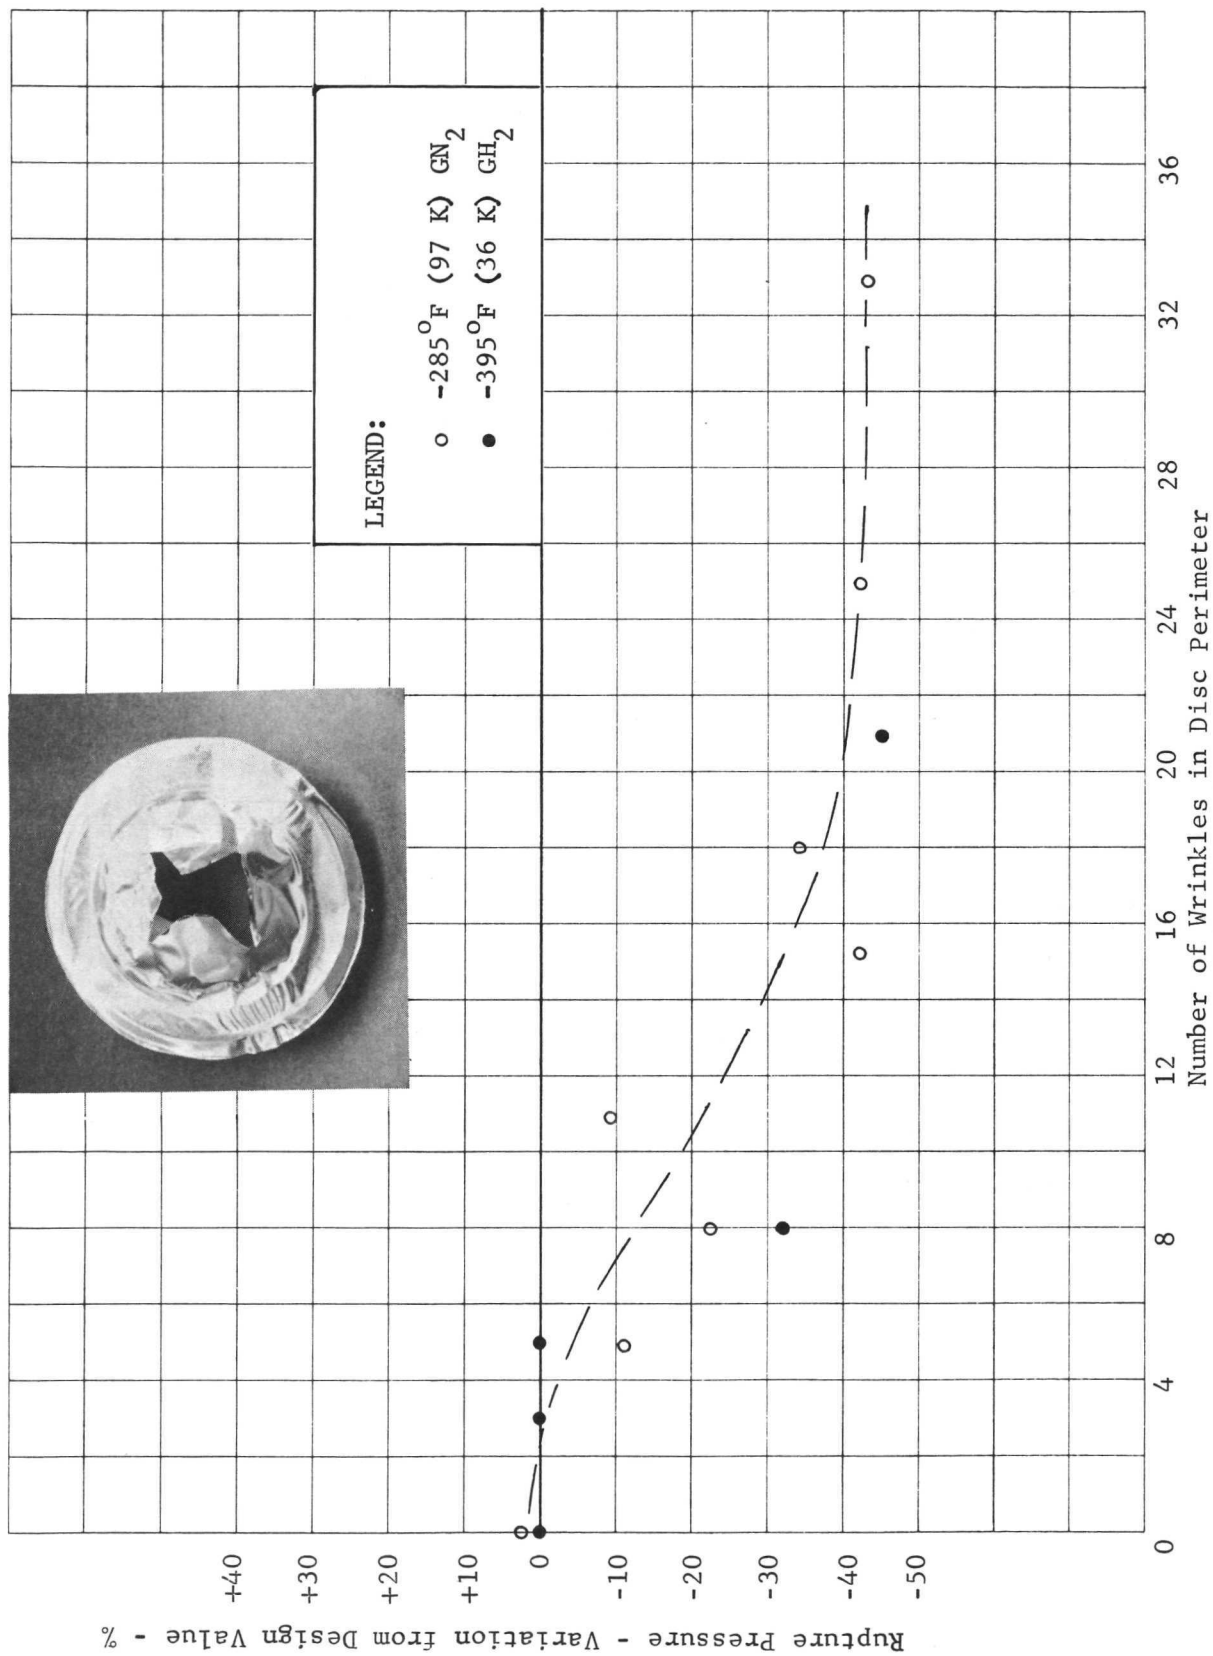 Rupture Pressure - Variation from Design Value - %
+40
+30
+20
+10
0
-10
-20
-30
-40
-50
LEGEND:
○ -285°F (97 K) GN₂
● -395°F (36 K) GH₂
0 4 8 12 16 20 24 28 32 36
Number of Wrinkles in Disc Perimeter